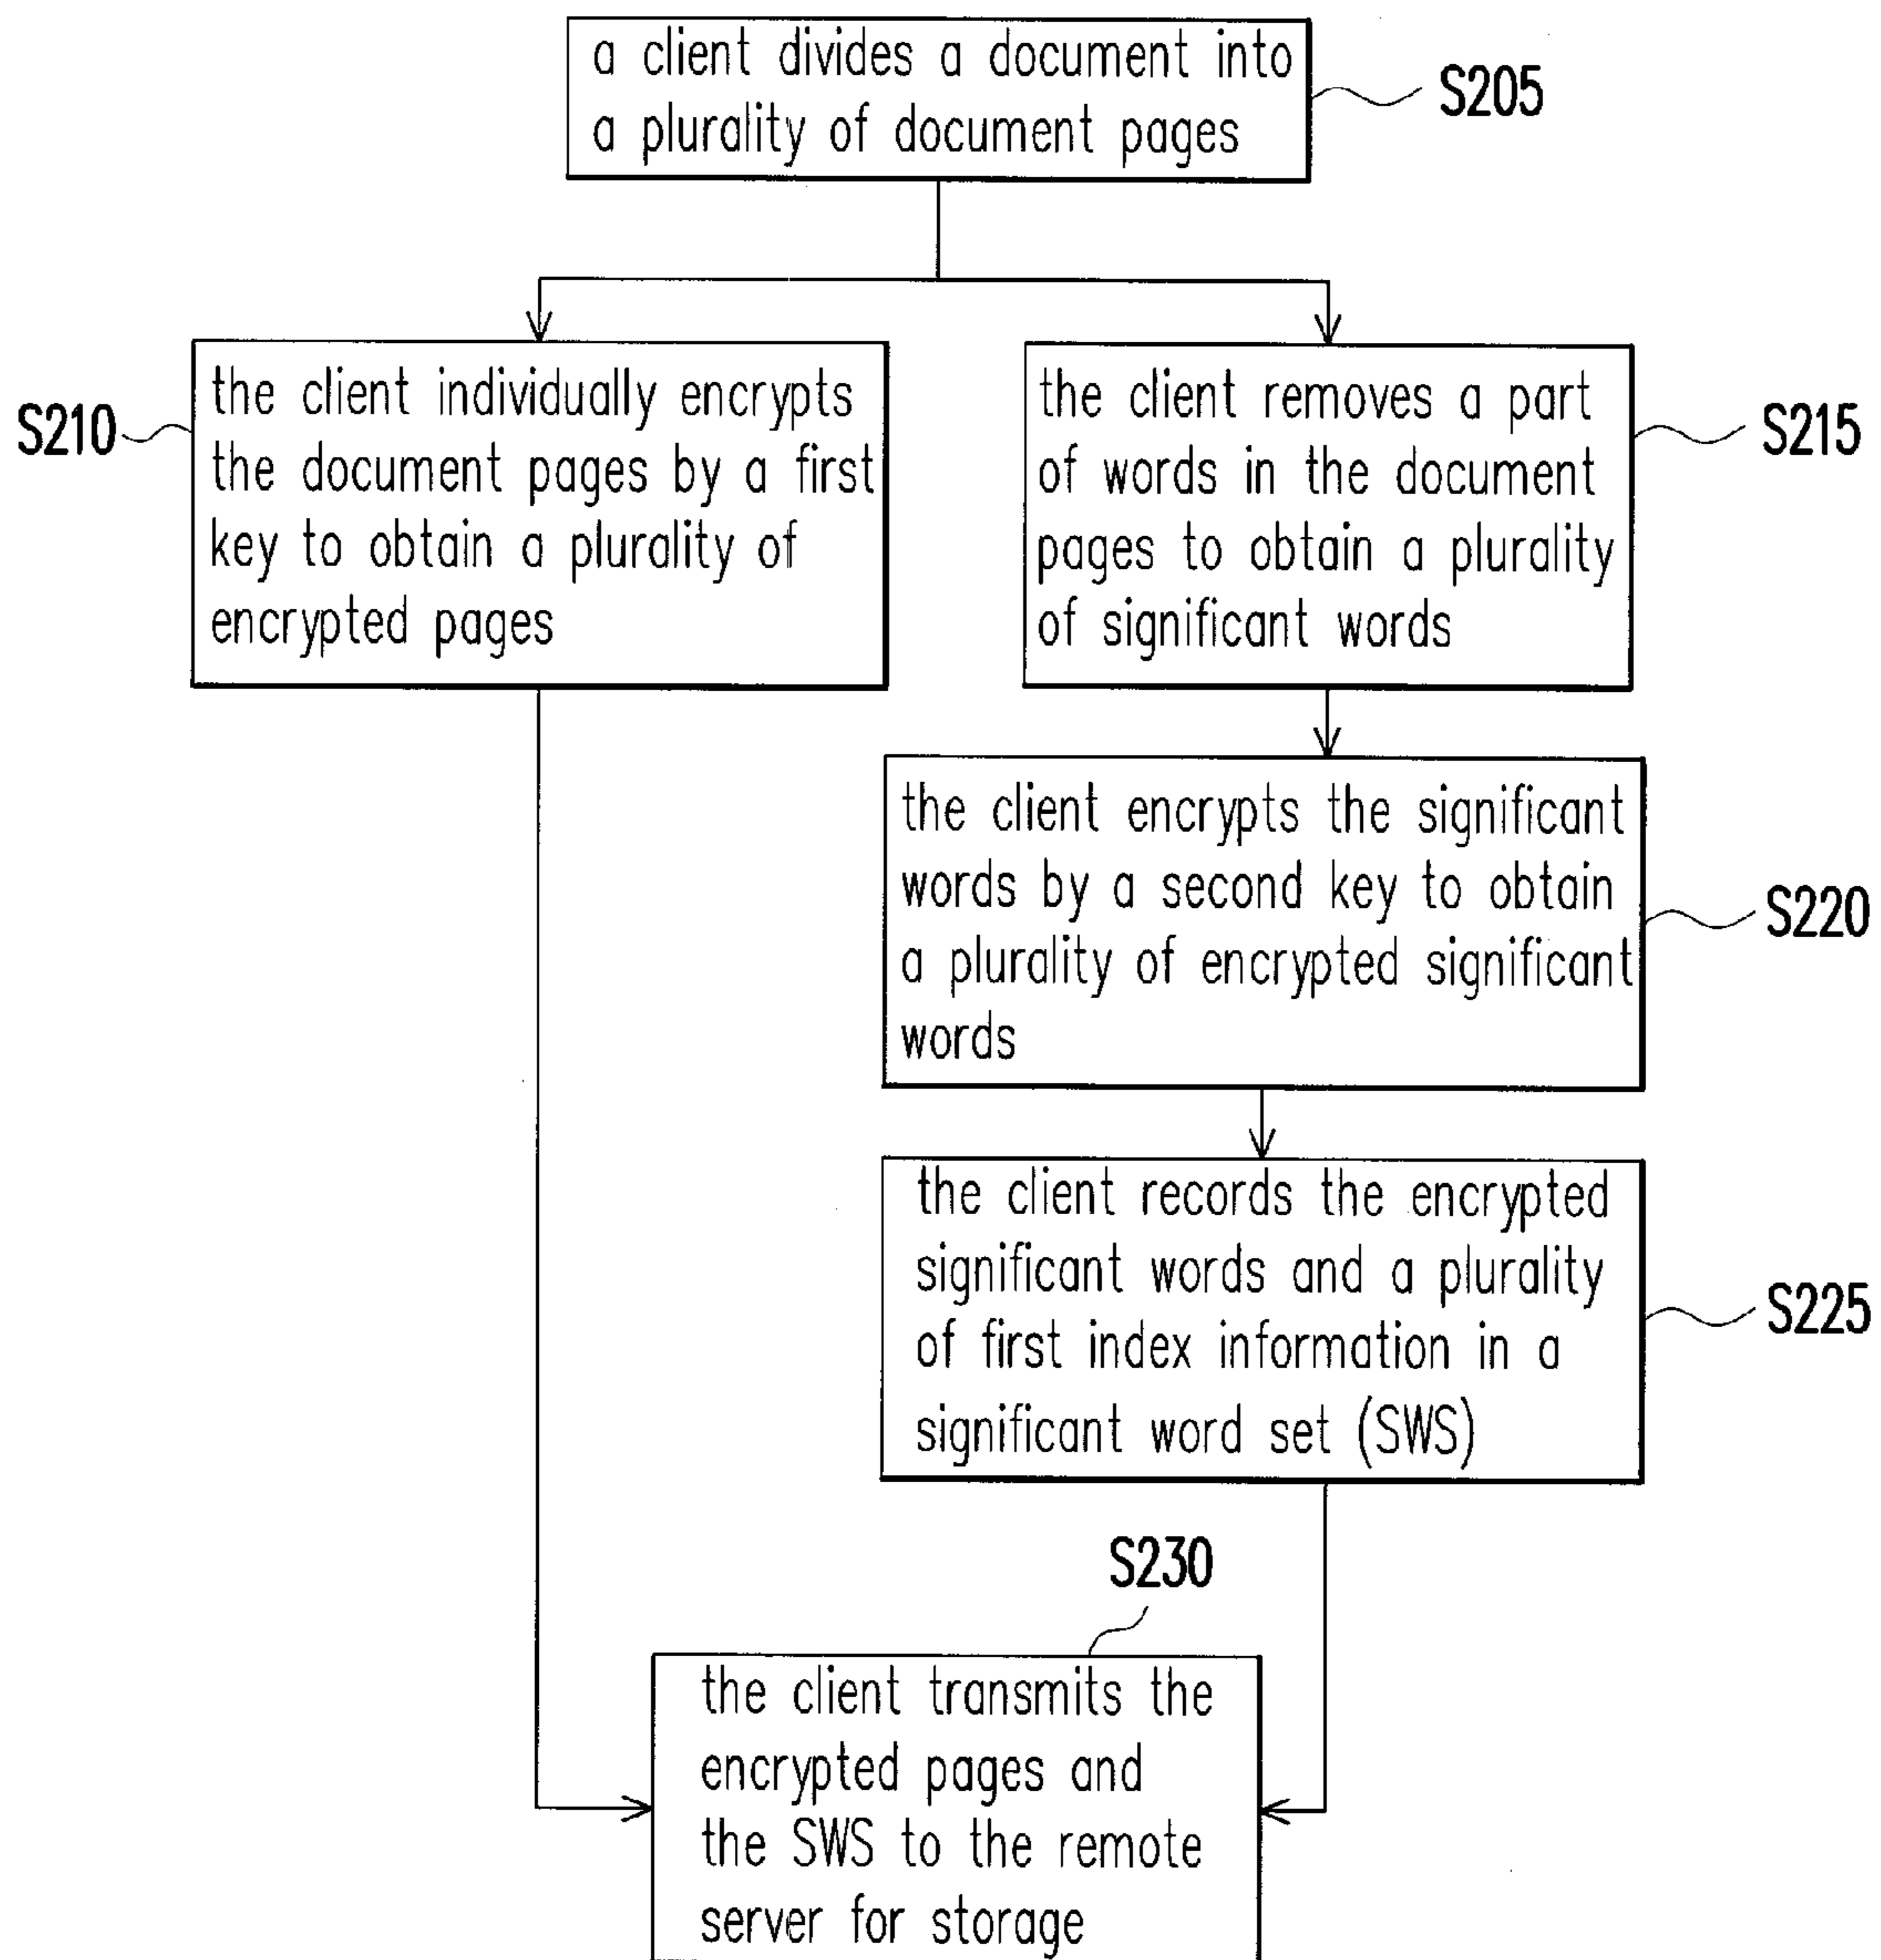 a client divides a document into
a plurality of document pages
S205
S210
the client individually encrypts
the document pages by a first
key to obtain a plurality of
encrypted pages
the client removes a part
of words in the document
pages to obtain a plurality
of significant words
S215
the client encrypts the significant
words by a second key to obtain
a plurality of encrypted significant
words
S220
the client records the encrypted
significant words and a plurality
of first index information in a
significant word set (SWS)
S225
S230
the client transmits the
encrypted pages and
the SWS to the remote
server for storage